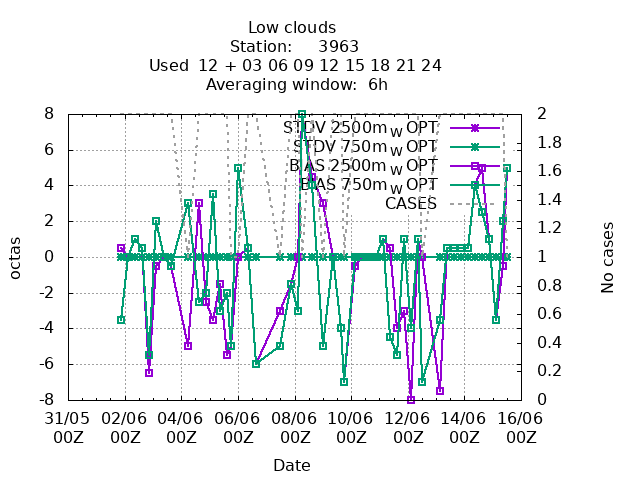 Low clouds
Station: 3963
Used 12 + 03 06 09 12 15 18 21 24
Averaging window: 6h
STDV 2500m_W OPT
STDV 750m_W OPT
BIAS 2500m_W OPT
BIAS 750m_W OPT
CASES
8
6
4
2
0
-2
-4
-6
-8
octas
2
1.8
1.6
1.4
1.2
1
0.8
0.6
0.4
0.2
0
No cases
31/05 02/06 04/06 06/06 08/06 10/06 12/06 14/06 16/06
00Z 00Z 00Z 00Z 00Z 00Z 00Z 00Z 00Z
Date